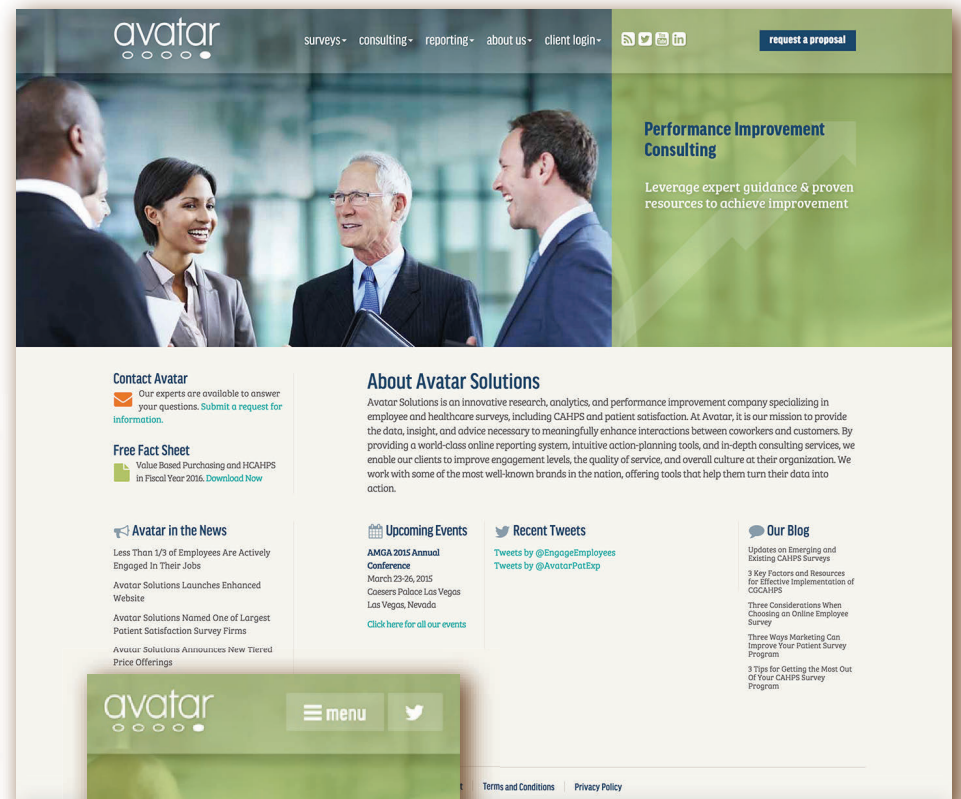 avatar
surveys
consulting
reporting
about us
client login
request a proposal
Performance Improvement
Consulting
Leverage expert guidance & proven
resources to achieve improvement
Contact Avatar
Our experts are available to answer
your questions. Submit a request for
information.
Free Fact Sheet
Value Based Purchasing and HCAHPS
in Fiscal Year 2016. Download Now
About Avatar Solutions
Avatar Solutions is an innovative research, analytics, and performance improvement company specializing in
employee and healthcare surveys, including CAHPS and patient satisfaction. At Avatar, it is our mission to provide
the data, insight, and advice necessary to meaningfully enhance interactions between coworkers and customers. By
providing a world-class online reporting system, intuitive action-planning tools, and in-depth consulting services, we
enable our clients to improve engagement levels, the quality of service, and overall culture at their organization. We
work with some of the most well-known brands in the nation, offering tools that help them turn their data into
action.
Avatar in the News
Less Than 1/3 of Employees Are Actively
Engaged In Their Jobs
Avatar Solutions Launches Enhanced
Website
Avatar Solutions Named One of Largest
Patient Satisfaction Survey Firms
Avatar Solutions Announces New Tiered
Price Offerings
Upcoming Events
AMGA 2015 Annual
Conference
March 23-26, 2015
Caesers Palace Las Vegas
Las Vegas, Nevada
Click here for all our events
Recent Tweets
Tweets by @EngageEmployees
Tweets by @AvatarPatExp
Our Blog
Updates on Emerging and
Existing CAHPS Surveys
3 Key Factors and Resources
for Effective Implementation of
CGCAHPS
Three Considerations When
Choosing an Online Employee
Survey
Three Ways Marketing Can
Improve Your Patient Survey
Program
3 Tips for Getting the Most Out
Of Your CAHPS Survey
Program
avatar
menu
Terms and Conditions
Privacy Policy